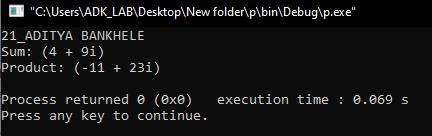 "C:\Users\ADK_LAB\Desktop\New folder\p\bin\Debug\p.exe"
21_ADITYA BANKHELE
Sum: (4 + 9i)
Product: (-11 + 23i)
Process returned 0 (0x0)   execution time : 0.069 s
Press any key to continue.